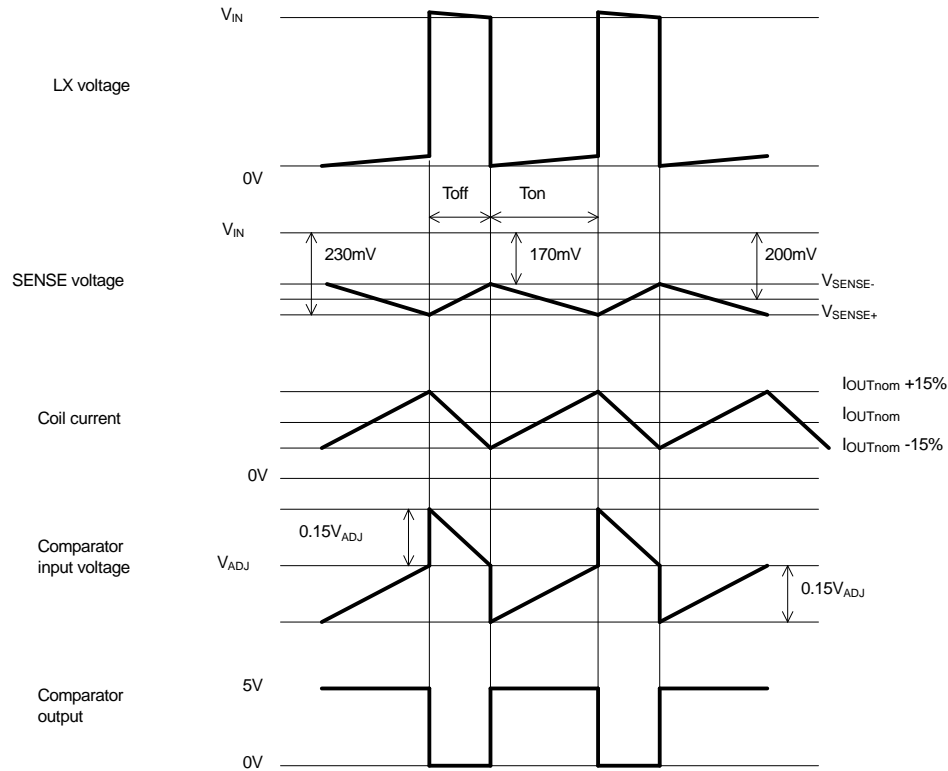 VIN
LX voltage
0V
Toff
Ton
VIN
230mV
170mV
200mV
SENSE voltage
VSENSE-
VSENSE+
IOUTnom +15%
Coil current
IOUTnom
IOUTnom -15%
0V
0.15VADJ
Comparator
input voltage
VADJ
0.15VADJ
5V
Comparator
output
0V